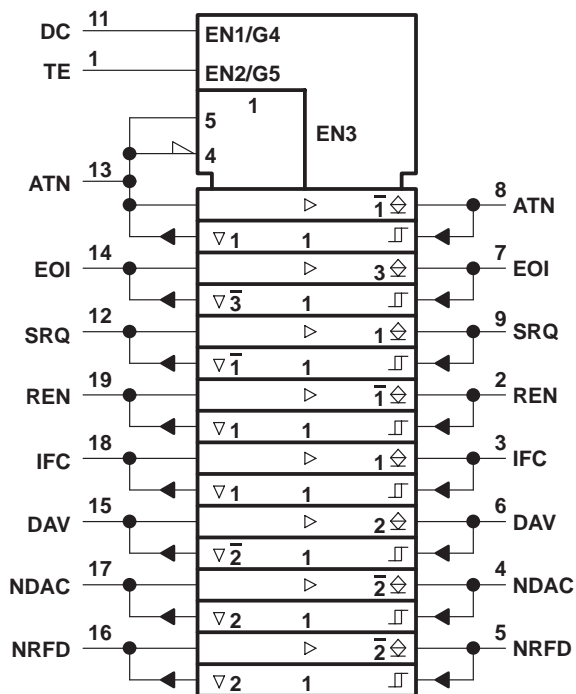 DC 11 EN1/G4
TE 1 EN2/G5
1
5
EN3
4
13
ATN
1̅ 8 ATN
1 1
14
EOI 3 7 EOI
3̅ 1
12
SRQ 1 9 SRQ
1̅ 1
19
REN 1̅ 2 REN
1 1
18
IFC 1 3 IFC
1 1
15
DAV 2 6 DAV
2̅ 1
17
NDAC 2̅ 4 NDAC
2 1
16
NRFD 2̅ 5 NRFD
2 1